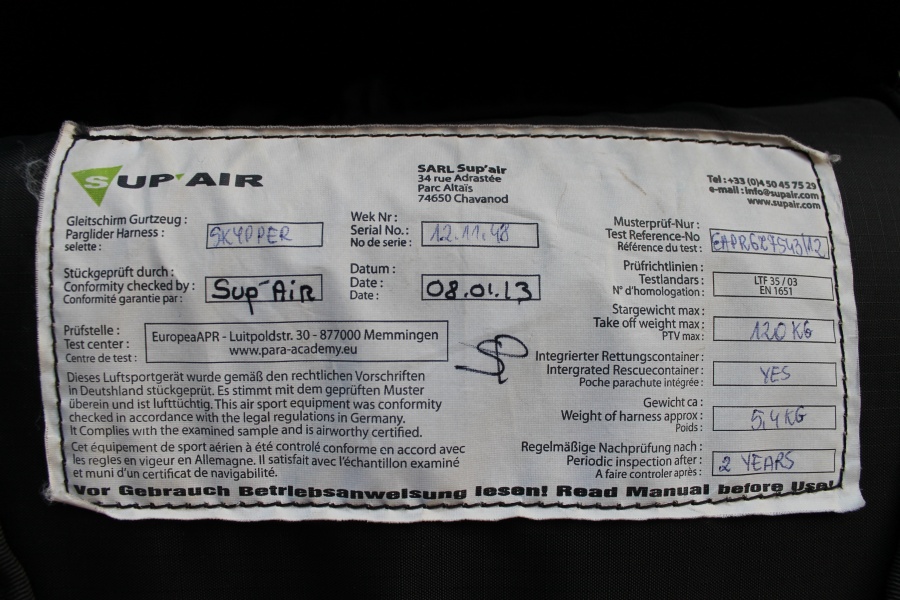 SUP'AIR
SARL Sup'air
34 rue Adrastée
Parc Altaïs
74650 Chavanod
Tel : +33 (0)4 50 45 75 29
e-mail : info@supair.com
www.supair.com
Gleitschirm Gurtzeug :
Parglider Harness :
selette :
SKYPPER
Wek Nr :
Serial No.:
No de serie :
12.11.48
Musterprüf-Nur :
Test Reference-No
Référence du test :
EAPR
Stückgeprüft durch :
Conformity checked by :
Conformité garantie par :
Sup'Air
Datum :
Date :
Date :
08.01.13
Prüfrichtlinien :
Testlandars :
N° d'homologation :
LTF 35 / 03
EN 1651
Prüfstelle :
Test center :
Centre de test :
EuropeaAPR - Luitpoldstr. 30 - 877000 Memmingen
www.para-academy.eu
Stargewicht max :
Take off weight max :
PTV max :
120 KG
Integrierter Rettungscontainer :
Intergrated Rescuecontainer :
Poche parachute intégrée :
YES
Gewicht ca :
Weight of harness approx :
Poids :
5,4 KG
Regelmäßige Nachprüfung nach :
Periodic inspection after :
A faire controler après :
2 YEARS
Dieses Luftsportgerät wurde gemäß den rechtlichen Vorschriften
in Deutshland stückgeprüt. Es stimmt mit dem geprüften Muster
überein und ist lufttüchtig. This air sport equipment was conformity
checked in accordance with the legal regulations in Germany.
It Complies with the examined sample and is airworthy certified.
Cet équipement de sport aérien à été controlé conforme en accord avec
les regles en vigeur en Allemagne. Il satisfait avec l'échantillon examiné
et muni d'un certificat de navigabilité.
Vor Gebrauch Betriebsanweisung lesen! Read Manual before Use!